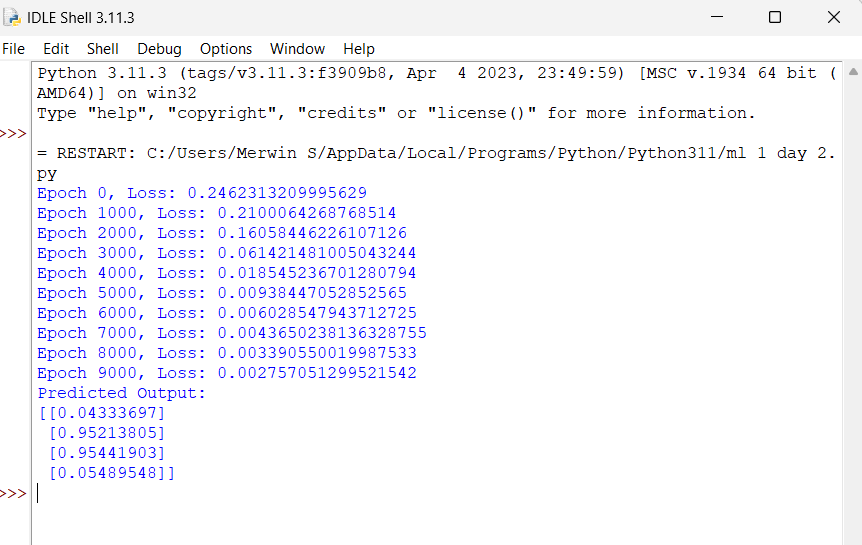 IDLE Shell 3.11.3
File Edit Shell Debug Options Window Help
Python 3.11.3 (tags/v3.11.3:f3909b8, Apr  4 2023, 23:49:59) [MSC v.1934 64 bit (
AMD64)] on win32
Type "help", "copyright", "credits" or "license()" for more information.
>>>
= RESTART: C:/Users/Merwin S/AppData/Local/Programs/Python/Python311/ml 1 day 2.
py
Epoch 0, Loss: 0.2462313209995629
Epoch 1000, Loss: 0.2100064268768514
Epoch 2000, Loss: 0.16058446226107126
Epoch 3000, Loss: 0.061421481005043244
Epoch 4000, Loss: 0.018545236701280794
Epoch 5000, Loss: 0.00938447052852565
Epoch 6000, Loss: 0.006028547943712725
Epoch 7000, Loss: 0.0043650238136328755
Epoch 8000, Loss: 0.003390550019987533
Epoch 9000, Loss: 0.002757051299521542
Predicted Output:
[[0.04333697]
 [0.95213805]
 [0.95441903]
 [0.05489548]]
>>>